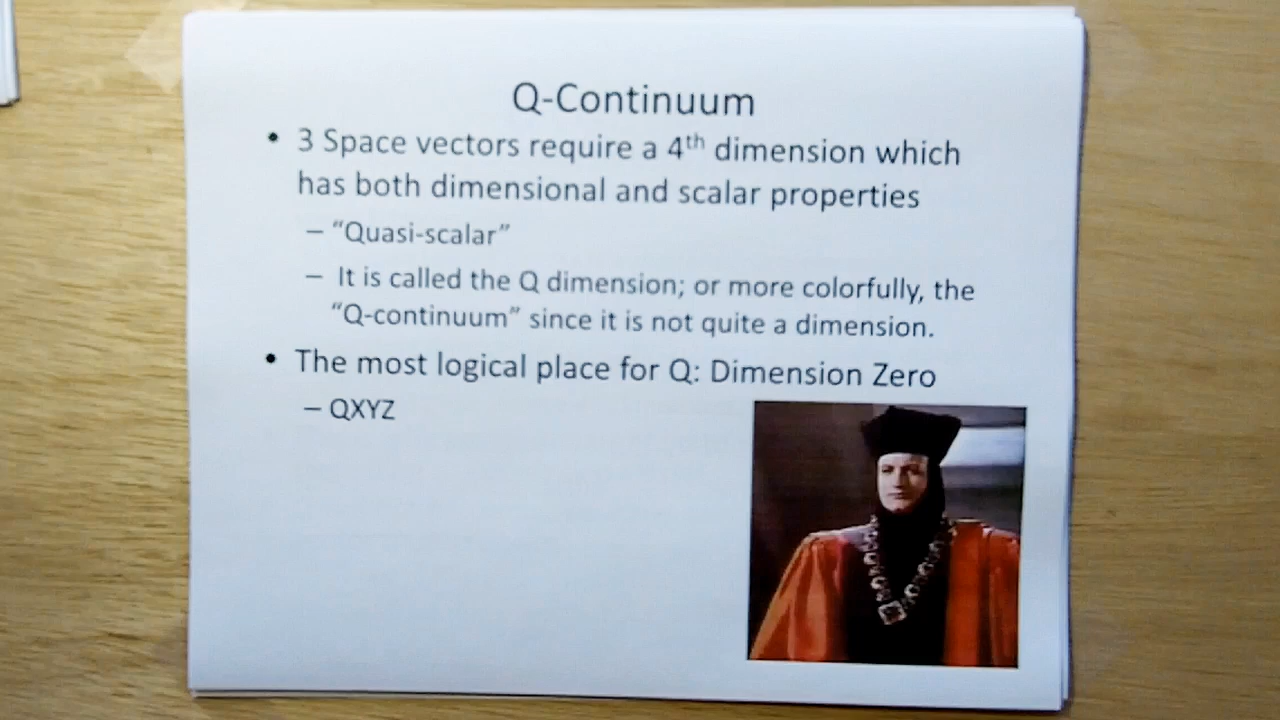 Q-Continuum
• 3 Space vectors require a 4th dimension which
has both dimensional and scalar properties
– “Quasi-scalar”
– It is called the Q dimension; or more colorfully, the
“Q-continuum” since it is not quite a dimension.
• The most logical place for Q: Dimension Zero
– QXYZ